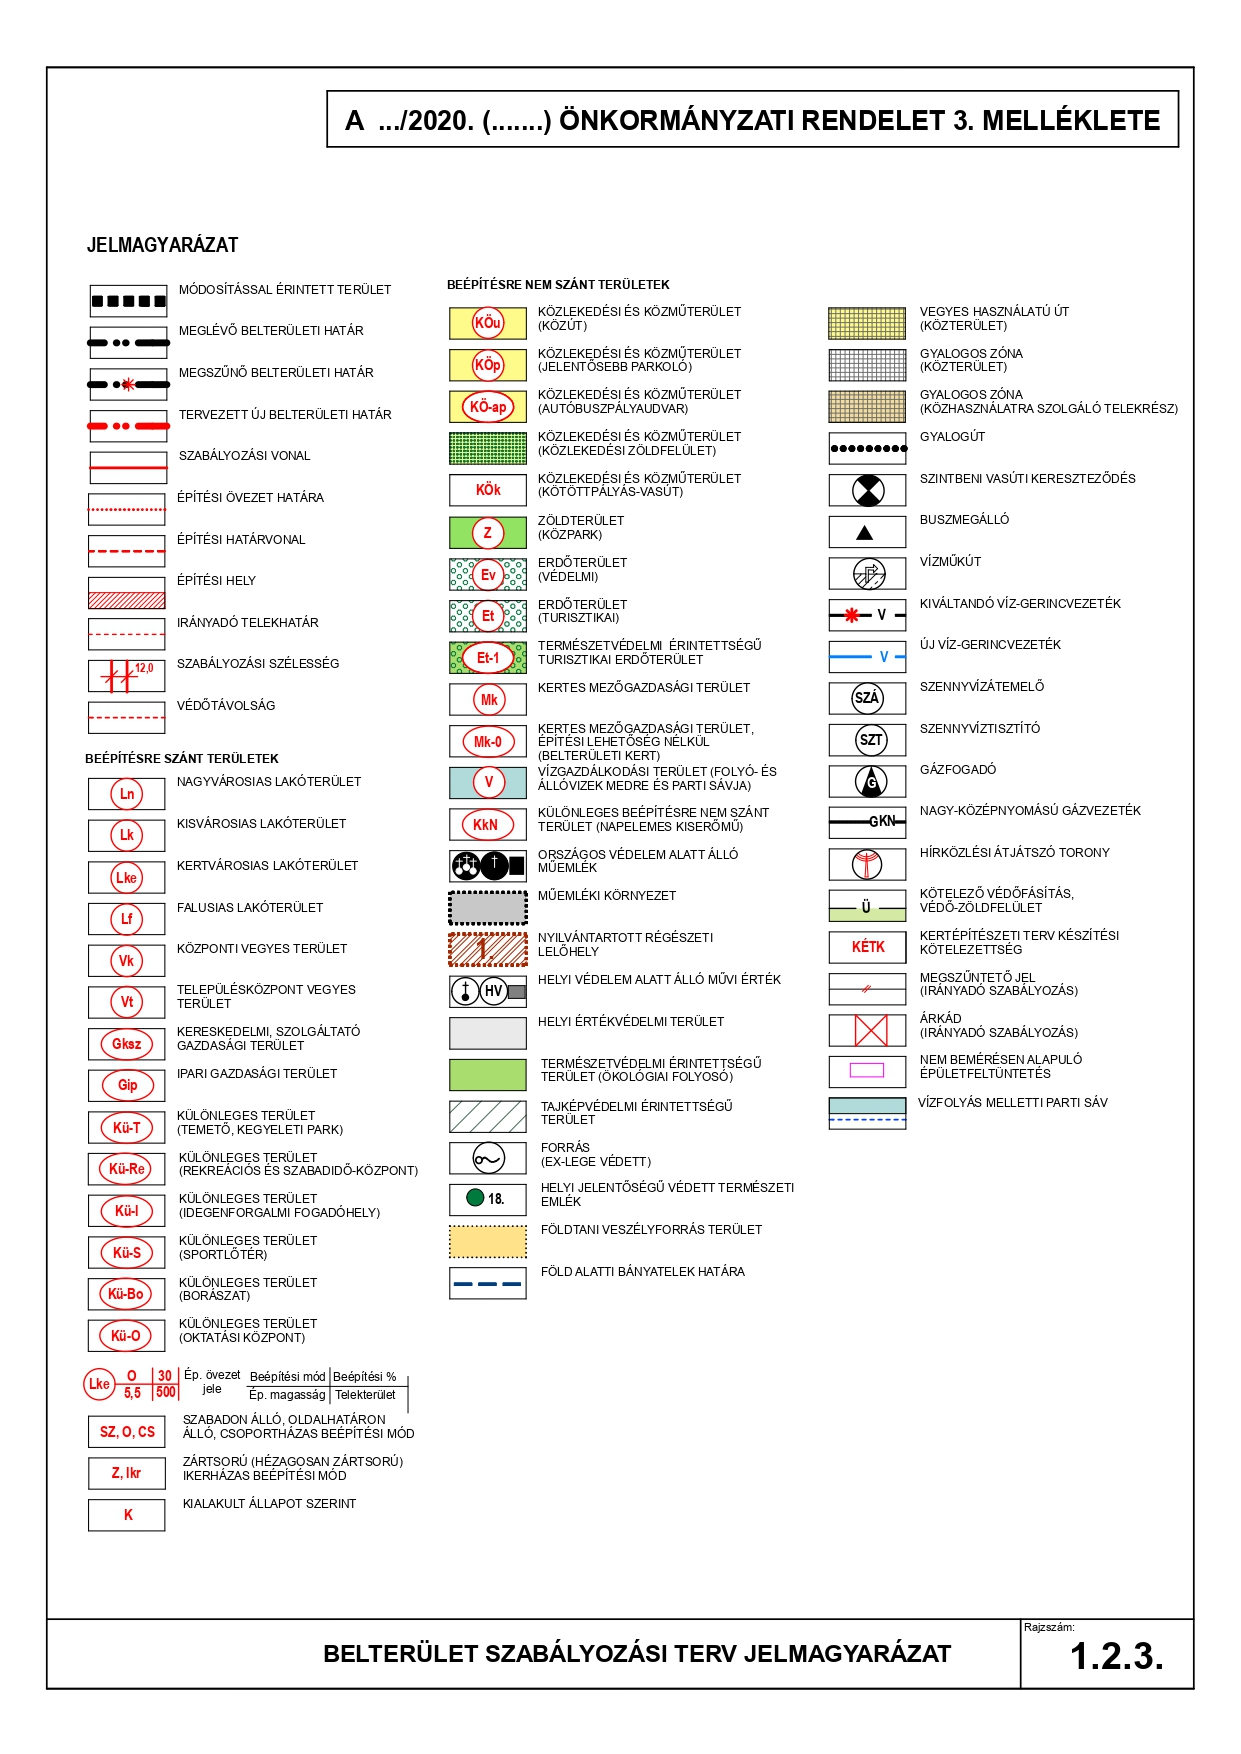 A .../2020. (.......) ÖNKORMÁNYZATI RENDELET 3. MELLÉKLETE
JELMAGYARÁZAT
MÓDOSÍTÁSSAL ÉRINTETT TERÜLET
MEGLÉVŐ BELTERÜLETI HATÁR
MEGSZŰNŐ BELTERÜLETI HATÁR
TERVEZETT ÚJ BELTERÜLETI HATÁR
SZABÁLYOZÁSI VONAL
ÉPÍTÉSI ÖVEZET HATÁRA
ÉPÍTÉSI HATÁRVONAL
ÉPÍTÉSI HELY
IRÁNYADÓ TELEKHATÁR
12,0 SZABÁLYOZÁSI SZÉLESSÉG
VÉDŐTÁVOLSÁG
BEÉPÍTÉSRE SZÁNT TERÜLETEK
Ln NAGYVÁROSIAS LAKÓTERÜLET
Lk KISVÁROSIAS LAKÓTERÜLET
Lke KERTVÁROSIAS LAKÓTERÜLET
Lf FALUSIAS LAKÓTERÜLET
Vk KÖZPONTI VEGYES TERÜLET
Vt TELEPÜLÉSKÖZPONT VEGYES
TERÜLET
Gksz KERESKEDELMI, SZOLGÁLTATÓ
GAZDASÁGI TERÜLET
Gip IPARI GAZDASÁGI TERÜLET
Kü-T KÜLÖNLEGES TERÜLET
(TEMETŐ, KEGYELETI PARK)
Kü-Re KÜLÖNLEGES TERÜLET
(REKREÁCIÓS ÉS SZABADIDŐ-KÖZPONT)
Kü-I KÜLÖNLEGES TERÜLET
(IDEGENFORGALMI FOGADÓHELY)
Kü-S KÜLÖNLEGES TERÜLET
(SPORTLŐTÉR)
Kü-Bo KÜLÖNLEGES TERÜLET
(BORÁSZAT)
Kü-O KÜLÖNLEGES TERÜLET
(OKTATÁSI KÖZPONT)
Lke O 30 Ép. övezet Beépítési mód Beépítési %
5,5 500 jele Ép. magasság Telekterület
SZ, O, CS SZABADON ÁLLÓ, OLDALHATÁRON
ÁLLÓ, CSOPORTHÁZAS BEÉPÍTÉSI MÓD
Z, Ikr ZÁRTSORÚ (HÉZAGOSAN ZÁRTSORÚ)
IKERHÁZAS BEÉPÍTÉSI MÓD
K KIALAKULT ÁLLAPOT SZERINT
BEÉPÍTÉSRE NEM SZÁNT TERÜLETEK
KÖu KÖZLEKEDÉSI ÉS KÖZMŰTERÜLET
(KÖZÚT)
KÖp KÖZLEKEDÉSI ÉS KÖZMŰTERÜLET
(JELENTŐSEBB PARKOLÓ)
KÖ-ap KÖZLEKEDÉSI ÉS KÖZMŰTERÜLET
(AUTÓBUSZPÁLYAUDVAR)
KÖZLEKEDÉSI ÉS KÖZMŰTERÜLET
(KÖZLEKEDÉSI ZÖLDFELÜLET)
KÖk KÖZLEKEDÉSI ÉS KÖZMŰTERÜLET
(KÖTÖTTPÁLYÁS-VASÚT)
Z ZÖLDTERÜLET
(KÖZPARK)
Ev ERDŐTERÜLET
(VÉDELMI)
Et ERDŐTERÜLET
(TURISZTIKAI)
Et-1 TERMÉSZETVÉDELMI ÉRINTETTSÉGŰ
TURISZTIKAI ERDŐTERÜLET
Mk KERTES MEZŐGAZDASÁGI TERÜLET
Mk-0 KERTES MEZŐGAZDASÁGI TERÜLET,
ÉPÍTÉSI LEHETŐSÉG NÉLKÜL
(BELTERÜLETI KERT)
V VÍZGAZDÁLKODÁSI TERÜLET (FOLYÓ- ÉS
ÁLLÓVIZEK MEDRE ÉS PARTI SÁVJA)
KkN KÜLÖNLEGES BEÉPÍTÉSRE NEM SZÁNT
TERÜLET (NAPELEMES KISERŐMŰ)
ORSZÁGOS VÉDELEM ALATT ÁLLÓ
MŰEMLÉK
MŰEMLÉKI KÖRNYEZET
1. NYILVÁNTARTOTT RÉGÉSZETI
LELŐHELY
HV HELYI VÉDELEM ALATT ÁLLÓ MŰVI ÉRTÉK
HELYI ÉRTÉKVÉDELMI TERÜLET
TERMÉSZETVÉDELMI ÉRINTETTSÉGŰ
TERÜLET (ÖKOLÓGIAI FOLYOSÓ)
TAJKÉPVÉDELMI ÉRINTETTSÉGŰ
TERÜLET
FORRÁS
(EX-LEGE VÉDETT)
18. HELYI JELENTŐSÉGŰ VÉDETT TERMÉSZETI
EMLÉK
FÖLDTANI VESZÉLYFORRÁS TERÜLET
FÖLD ALATTI BÁNYATELEK HATÁRA
VEGYES HASZNÁLATÚ ÚT
(KÖZTERÜLET)
GYALOGOS ZÓNA
(KÖZTERÜLET)
GYALOGOS ZÓNA
(KÖZHASZNÁLATRA SZOLGÁLÓ TELEKRÉSZ)
GYALOGÚT
SZINTBENI VASÚTI KERESZTEZŐDÉS
BUSZMEGÁLLÓ
VÍZMŰKÚT
V KIVÁLTANDÓ VÍZ-GERINCVEZETÉK
V ÚJ VÍZ-GERINCVEZETÉK
SZÁ SZENNYVÍZÁTEMELŐ
SZT SZENNYVÍZTISZTÍTÓ
G GÁZFOGADÓ
GKN NAGY-KÖZÉPNYOMÁSÚ GÁZVEZETÉK
HÍRKÖZLÉSI ÁTJÁTSZÓ TORONY
Ü KÖTELEZŐ VÉDŐFÁSÍTÁS,
VÉDŐ-ZÖLDFELÜLET
KÉTK KERTÉPÍTÉSZETI TERV KÉSZÍTÉSI
KÖTELEZETTSÉG
MEGSZŰNTETŐ JEL
(IRÁNYADÓ SZABÁLYOZÁS)
ÁRKÁD
(IRÁNYADÓ SZABÁLYOZÁS)
NEM BEMÉRÉSEN ALAPULÓ
ÉPÜLETFELTÜNTETÉS
VÍZFOLYÁS MELLETTI PARTI SÁV
BELTERÜLET SZABÁLYOZÁSI TERV JELMAGYARÁZAT
Rajzszám:
1.2.3.